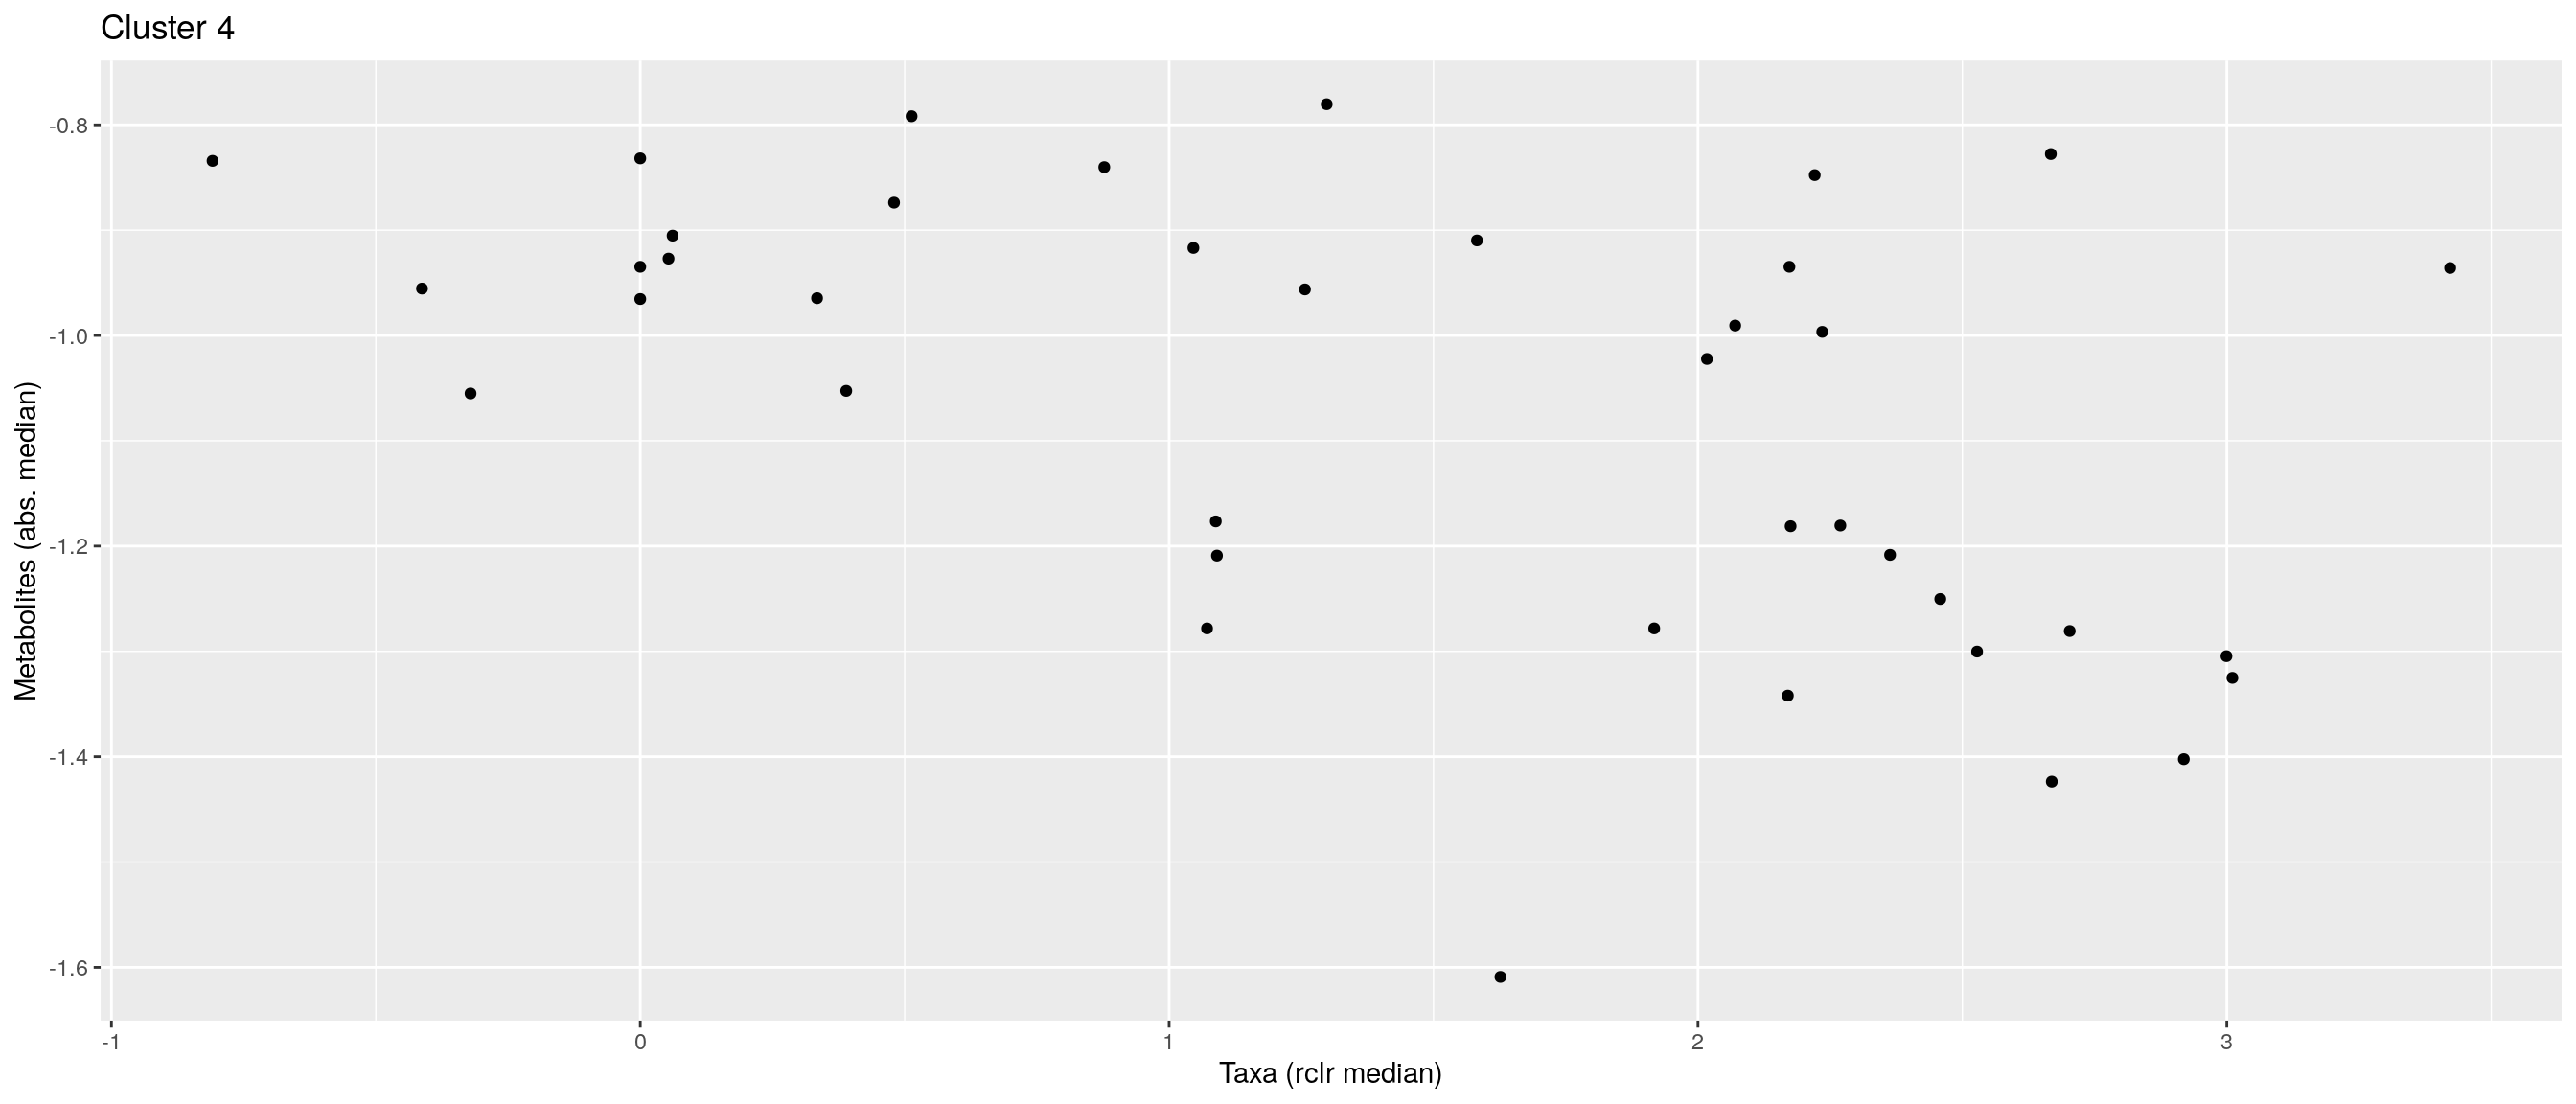 Cluster 4
-0.8
-1.0
-1.2
-1.4
-1.6
Metabolites (abs. median)
-1 0 1 2 3
Taxa (rclr median)